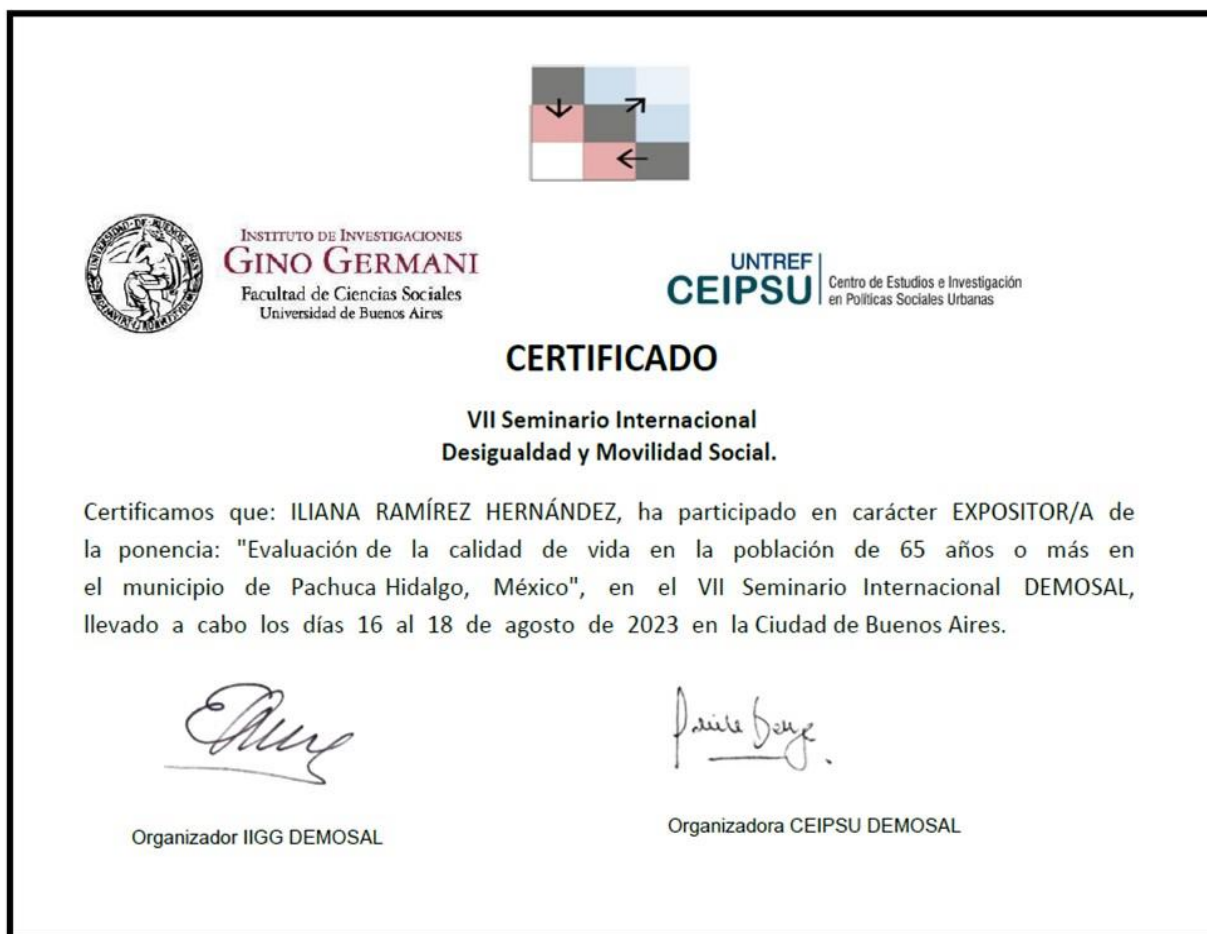 INSTITUTO DE INVESTIGACIONES
GINO GERMANI
Facultad de Ciencias Sociales
Universidad de Buenos Aires
UNTREF
CEIPSU
Centro de Estudios e Investigación
en Políticas Sociales Urbanas
CERTIFICADO
VII Seminario Internacional
Desigualdad y Movilidad Social.
Certificamos que: ILIANA RAMÍREZ HERNÁNDEZ, ha participado en carácter EXPOSITOR/A de
la ponencia: "Evaluación de la calidad de vida en la población de 65 años o más en
el municipio de Pachuca Hidalgo, México", en el VII Seminario Internacional DEMOSAL,
llevado a cabo los días 16 al 18 de agosto de 2023 en la Ciudad de Buenos Aires.
Organizador IIGG DEMOSAL
Organizadora CEIPSU DEMOSAL